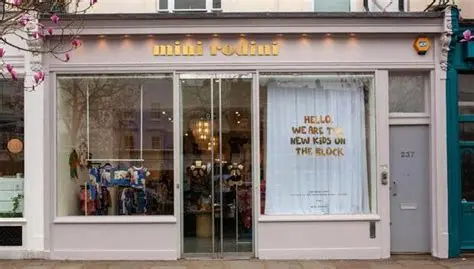 mini rodini
HELLO.
WE ARE THE
NEW KIDS ON
THE BLOCK
237